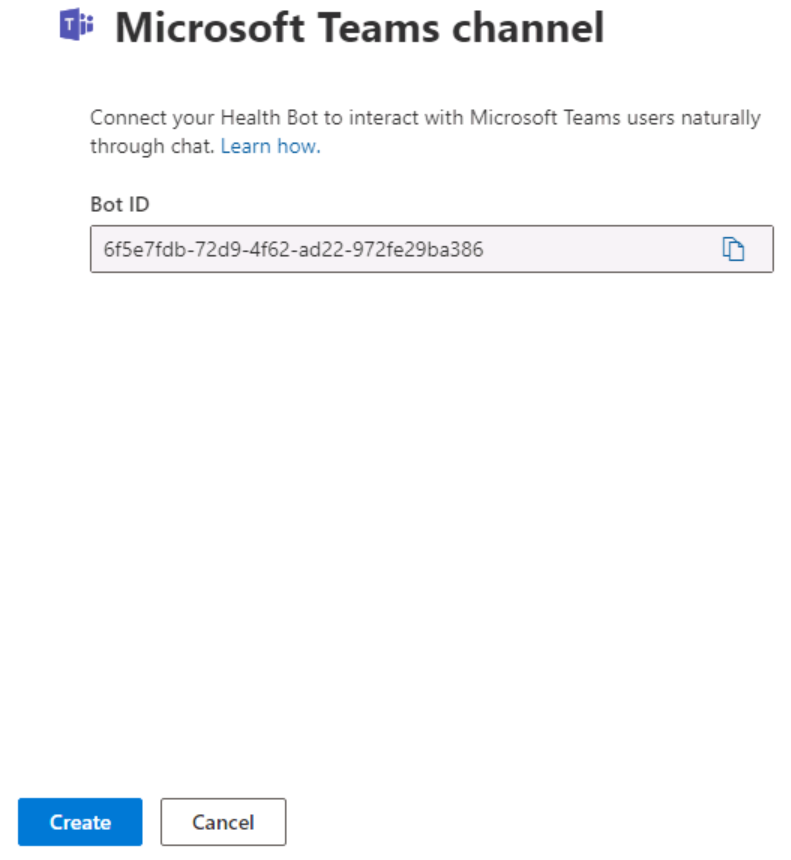 Microsoft Teams channel
Connect your Health Bot to interact with Microsoft Teams users naturally
through chat. Learn how.
Bot ID
6f5e7fdb-72d9-4f62-ad22-972fe29ba386
Create
Cancel